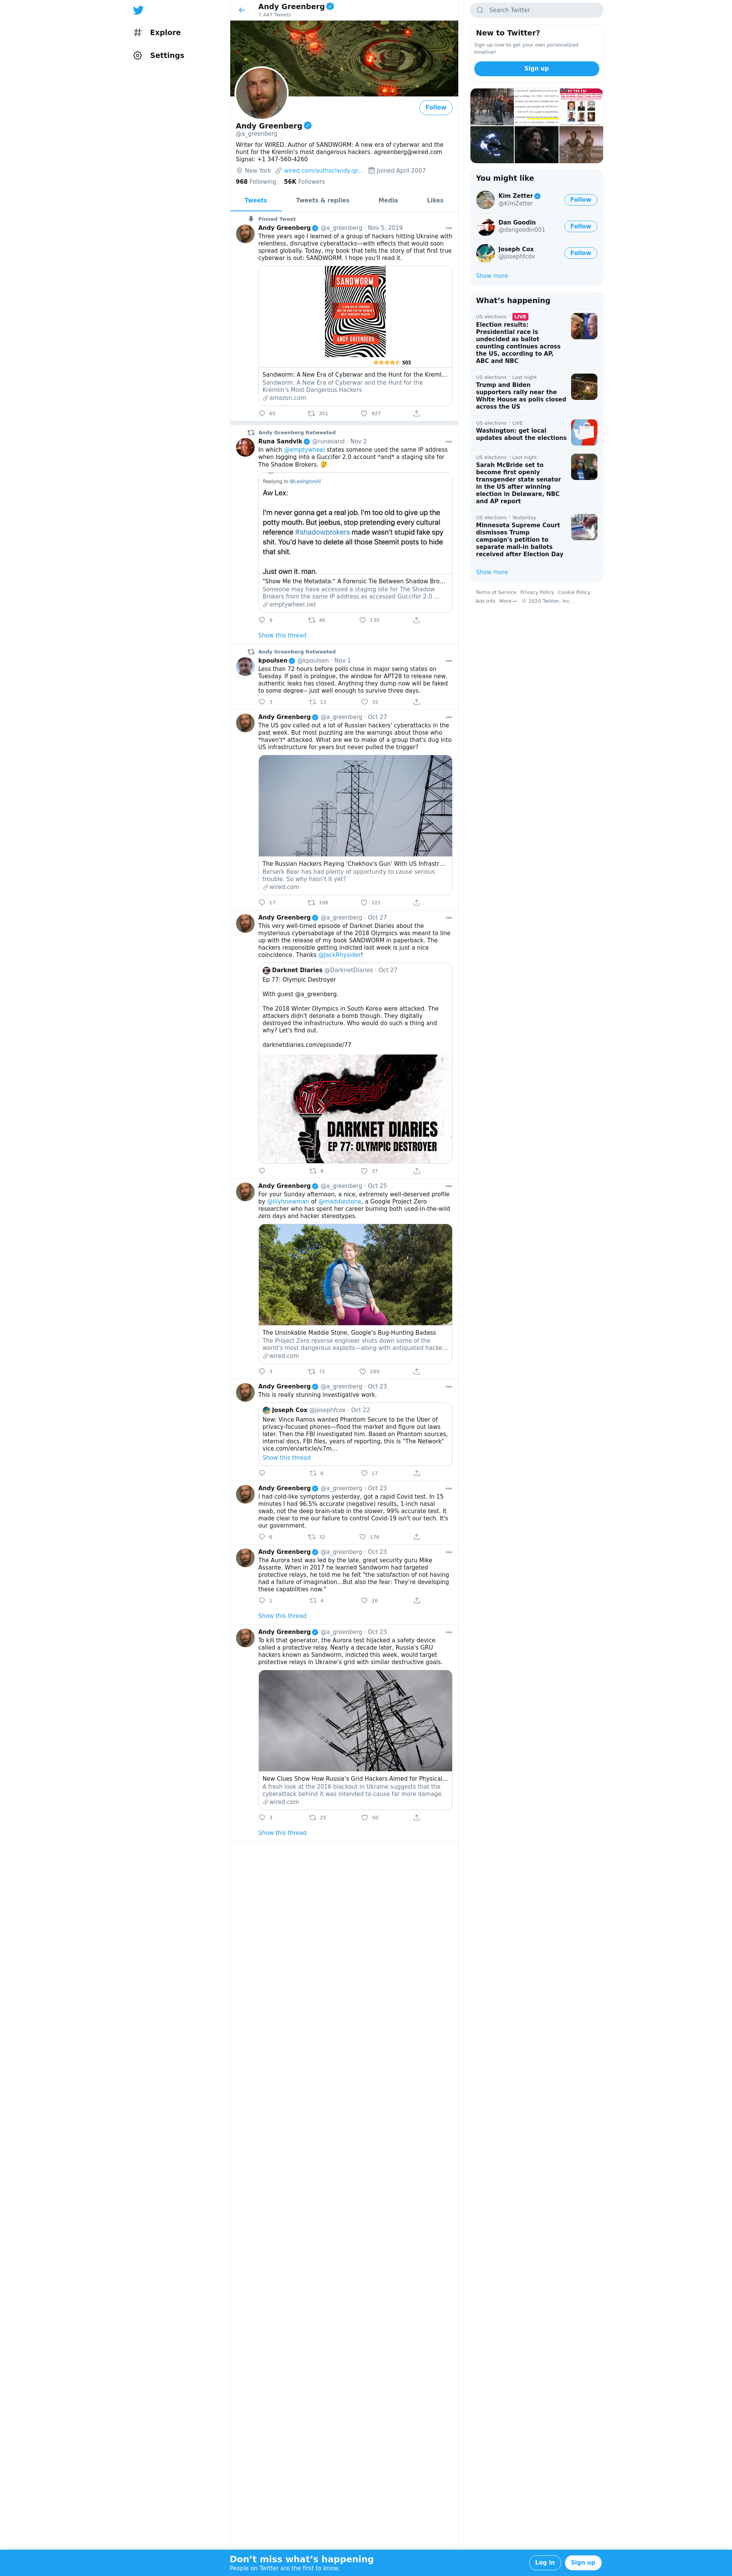 Explore
Settings
Andy Greenberg
7,447 Tweets
Follow
Andy Greenberg
@a_greenberg
Writer for WIRED. Author of SANDWORM: A new era of cyberwar and the
hunt for the Kremlin's most dangerous hackers. agreenberg@wired.com
Signal: +1 347-560-4260
New York wired.com/author/andy-gr… Joined April 2007
968 Following 56K Followers
Tweets Tweets & replies Media Likes
Pinned Tweet
Andy Greenberg @a_greenberg · Nov 5, 2019
Three years ago I learned of a group of hackers hitting Ukraine with
relentless, disruptive cyberattacks—with effects that would soon
spread globally. Today, my book that tells the story of that first true
cyberwar is out: SANDWORM. I hope you'll read it.
SANDWORM
ANDY GREENBERG
503
Sandworm: A New Era of Cyberwar and the Hunt for the Kreml…
Sandworm: A New Era of Cyberwar and the Hunt for the
Kremlin's Most Dangerous Hackers
amazon.com
65 351 927
Andy Greenberg Retweeted
Runa Sandvik @runasand · Nov 2
In which @emptywheel states someone used the same IP address
when logging into a Guccifer 2.0 account *and* a staging site for
The Shadow Brokers. 🤔
Replying to @LexingtonAl
Aw Lex:
I'm never gonna get a real job. I'm too old to give up the
potty mouth. But jeebus, stop pretending every cultural
reference #shadowbrokers made wasn't stupid fake spy
shit. You'd have to delete all those Steemit posts to hide
that shit.
Just own it, man.
"Show Me the Metadata:" A Forensic Tie Between Shadow Bro…
Someone may have accessed a staging site for The Shadow
Brokers from the same IP address as accessed Guccifer 2.0 …
emptywheel.net
9 46 130
Show this thread
Andy Greenberg Retweeted
kpoulsen @kpoulsen · Nov 1
Less than 72 hours before polls close in major swing states on
Tuesday. If past is prologue, the window for APT28 to release new,
authentic leaks has closed. Anything they dump now will be faked
to some degree-- just well enough to survive three days.
3 13 32
Andy Greenberg @a_greenberg · Oct 27
The US gov called out a lot of Russian hackers' cyberattacks in the
past week. But most puzzling are the warnings about those who
*haven't* attacked. What are we to make of a group that's dug into
US infrastructure for years but never pulled the trigger?
The Russian Hackers Playing 'Chekhov's Gun' With US Infrastr…
Berserk Bear has had plenty of opportunity to cause serious
trouble. So why hasn't it yet?
wired.com
17 106 221
Andy Greenberg @a_greenberg · Oct 27
This very well-timed episode of Darknet Diaries about the
mysterious cybersabotage of the 2018 Olympics was meant to line
up with the release of my book SANDWORM in paperback. The
hackers responsible getting indicted last week is just a nice
coincidence. Thanks @JackRhysider!
Darknet Diaries @DarknetDiaries · Oct 27
Ep 77: Olympic Destroyer
With guest @a_greenberg.
The 2018 Winter Olympics in South Korea were attacked. The
attackers didn't detonate a bomb though. They digitally
destroyed the infrastructure. Who would do such a thing and
why? Let's find out.
darknetdiaries.com/episode/77
DARKNET DIARIES
EP 77: OLYMPIC DESTROYER
8 37
Andy Greenberg @a_greenberg · Oct 25
For your Sunday afternoon, a nice, extremely well-deserved profile
by @lilyhnewman of @maddiestone, a Google Project Zero
researcher who has spent her career burning both used-in-the-wild
zero days and hacker stereotypes.
The Unsinkable Maddie Stone, Google's Bug-Hunting Badass
The Project Zero reverse engineer shuts down some of the
world's most dangerous exploits—along with antiquated hacke…
wired.com
3 71 269
Andy Greenberg @a_greenberg · Oct 23
This is really stunning investigative work.
Joseph Cox @josephfcox · Oct 22
New: Vince Ramos wanted Phantom Secure to be the Uber of
privacy-focused phones—flood the market and figure out laws
later. Then the FBI investigated him. Based on Phantom sources,
internal docs, FBI files, years of reporting, this is "The Network"
vice.com/en/article/v7m…
Show this thread
6 17
Andy Greenberg @a_greenberg · Oct 23
I had cold-like symptoms yesterday, got a rapid Covid test. In 15
minutes I had 96.5% accurate (negative) results, 1-inch nasal
swab, not the deep brain-stab in the slower, 99% accurate test. It
made clear to me our failure to control Covid-19 isn't our tech. It's
our government.
6 32 176
Andy Greenberg @a_greenberg · Oct 23
The Aurora test was led by the late, great security guru Mike
Assante. When in 2017 he learned Sandworm had targeted
protective relays, he told me he felt "the satisfaction of not having
had a failure of imagination...But also the fear: They're developing
these capabilities now."
1 4 16
Show this thread
Andy Greenberg @a_greenberg · Oct 23
To kill that generator, the Aurora test hijacked a safety device
called a protective relay. Nearly a decade later, Russia's GRU
hackers known as Sandworm, indicted this week, would target
protective relays in Ukraine's grid with similar destructive goals.
New Clues Show How Russia's Grid Hackers Aimed for Physical…
A fresh look at the 2016 blackout in Ukraine suggests that the
cyberattack behind it was intended to cause far more damage.
wired.com
3 25 50
Show this thread
Search Twitter
New to Twitter?
Sign up now to get your own personalized
timeline!
Sign up
You might like
Kim Zetter
@KimZetter
Follow
Dan Goodin
@dangoodin001
Follow
Joseph Cox
@josephfcox
Follow
Show more
What's happening
US elections · LIVE
Election results:
Presidential race is
undecided as ballot
counting continues across
the US, according to AP,
ABC and NBC
US elections · Last night
Trump and Biden
supporters rally near the
White House as polls closed
across the US
US elections · LIVE
Washington: get local
updates about the elections
US elections · Last night
Sarah McBride set to
become first openly
transgender state senator
in the US after winning
election in Delaware, NBC
and AP report
US elections · Yesterday
Minnesota Supreme Court
dismisses Trump
campaign's petition to
separate mail-in ballots
received after Election Day
Show more
Terms of Service Privacy Policy Cookie Policy
Ads info More ··· © 2020 Twitter, Inc.
Don't miss what's happening
People on Twitter are the first to know.
Log in Sign up